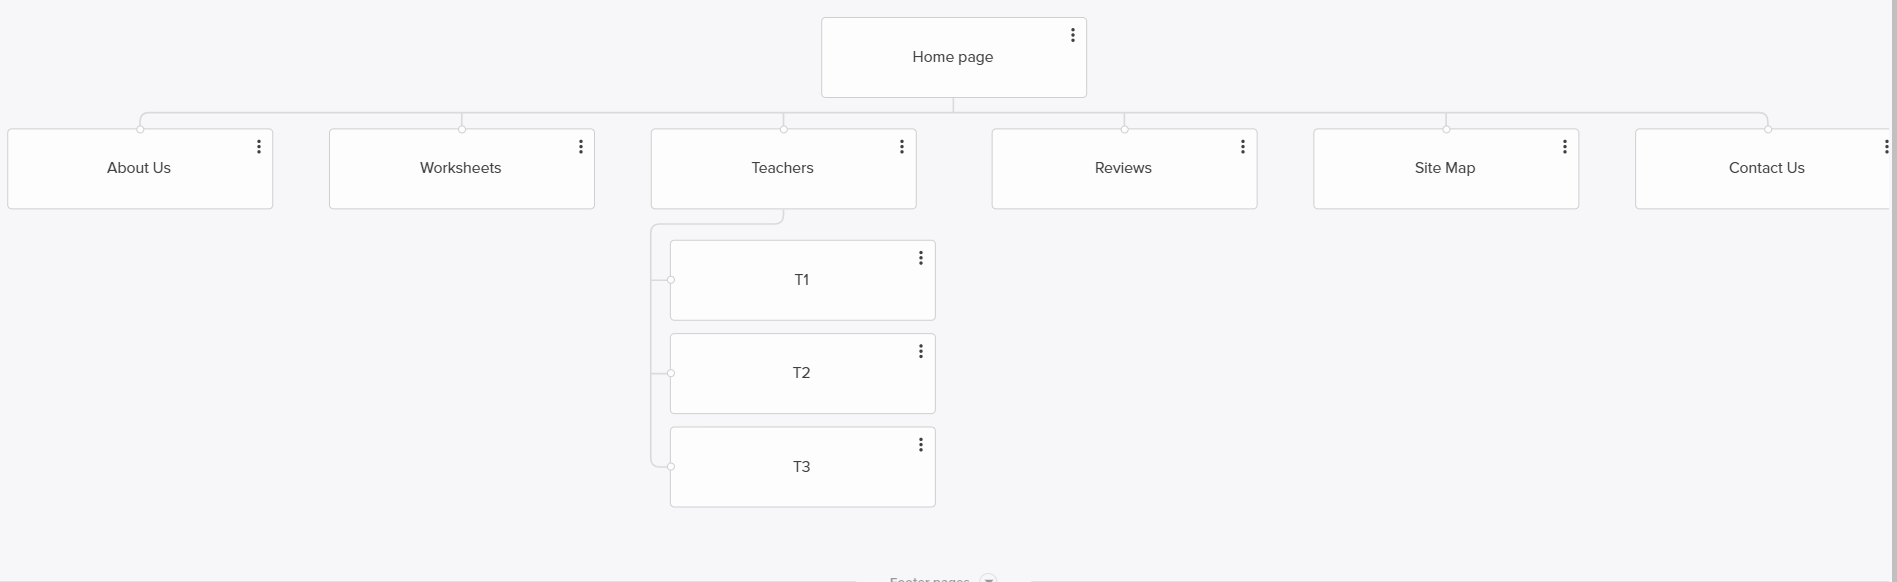 Home page
About Us
Worksheets
Teachers
Reviews
Site Map
Contact Us
T1
T2
T3
Footer pages